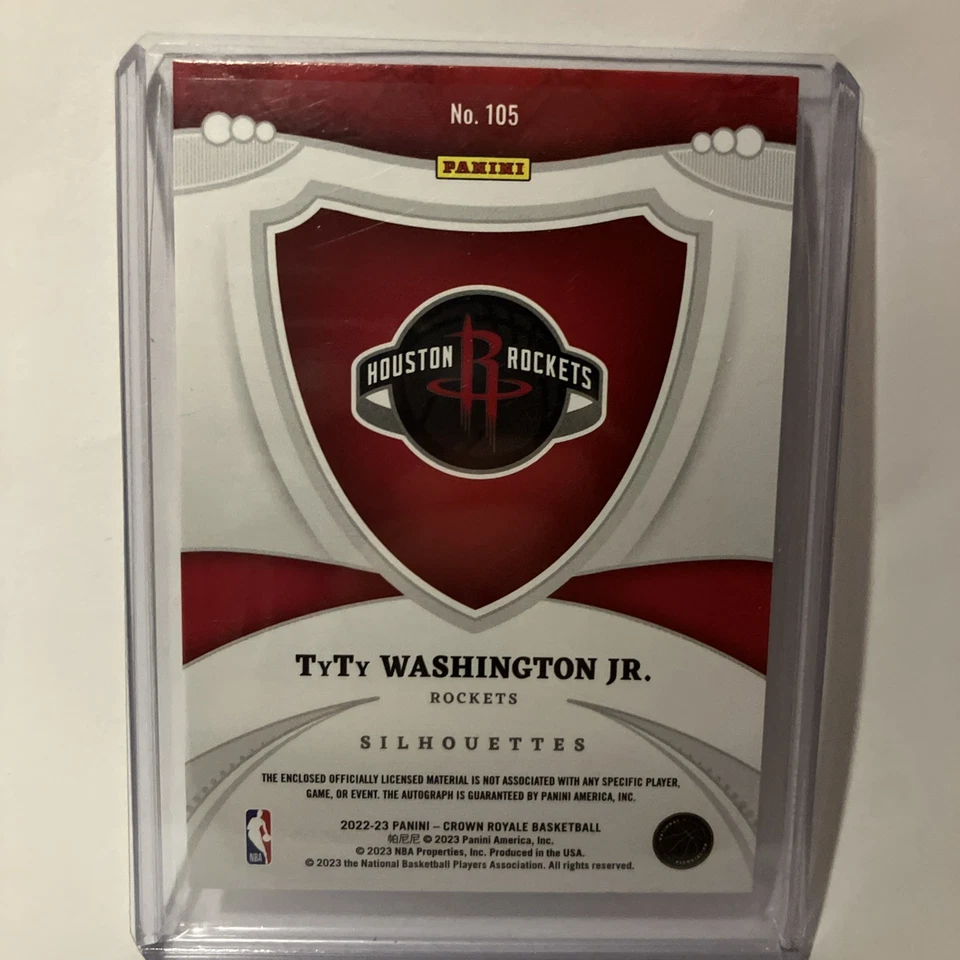 No. 105
PANINI
HOUSTON ROCKETS
TYTY WASHINGTON JR.
ROCKETS
SILHOUETTES
THE ENCLOSED OFFICIALLY LICENSED MATERIAL IS NOT ASSOCIATED WITH ANY SPECIFIC PLAYER,
GAME, OR EVENT. THE AUTOGRAPH IS GUARANTEED BY PANINI AMERICA, INC.
2022-23 PANINI – CROWN ROYALE BASKETBALL
帕尼尼 © 2023 Panini America, Inc.
© 2023 NBA Properties, Inc. Produced in the USA.
© 2023 the National Basketball Players Association. All rights reserved.
NBA